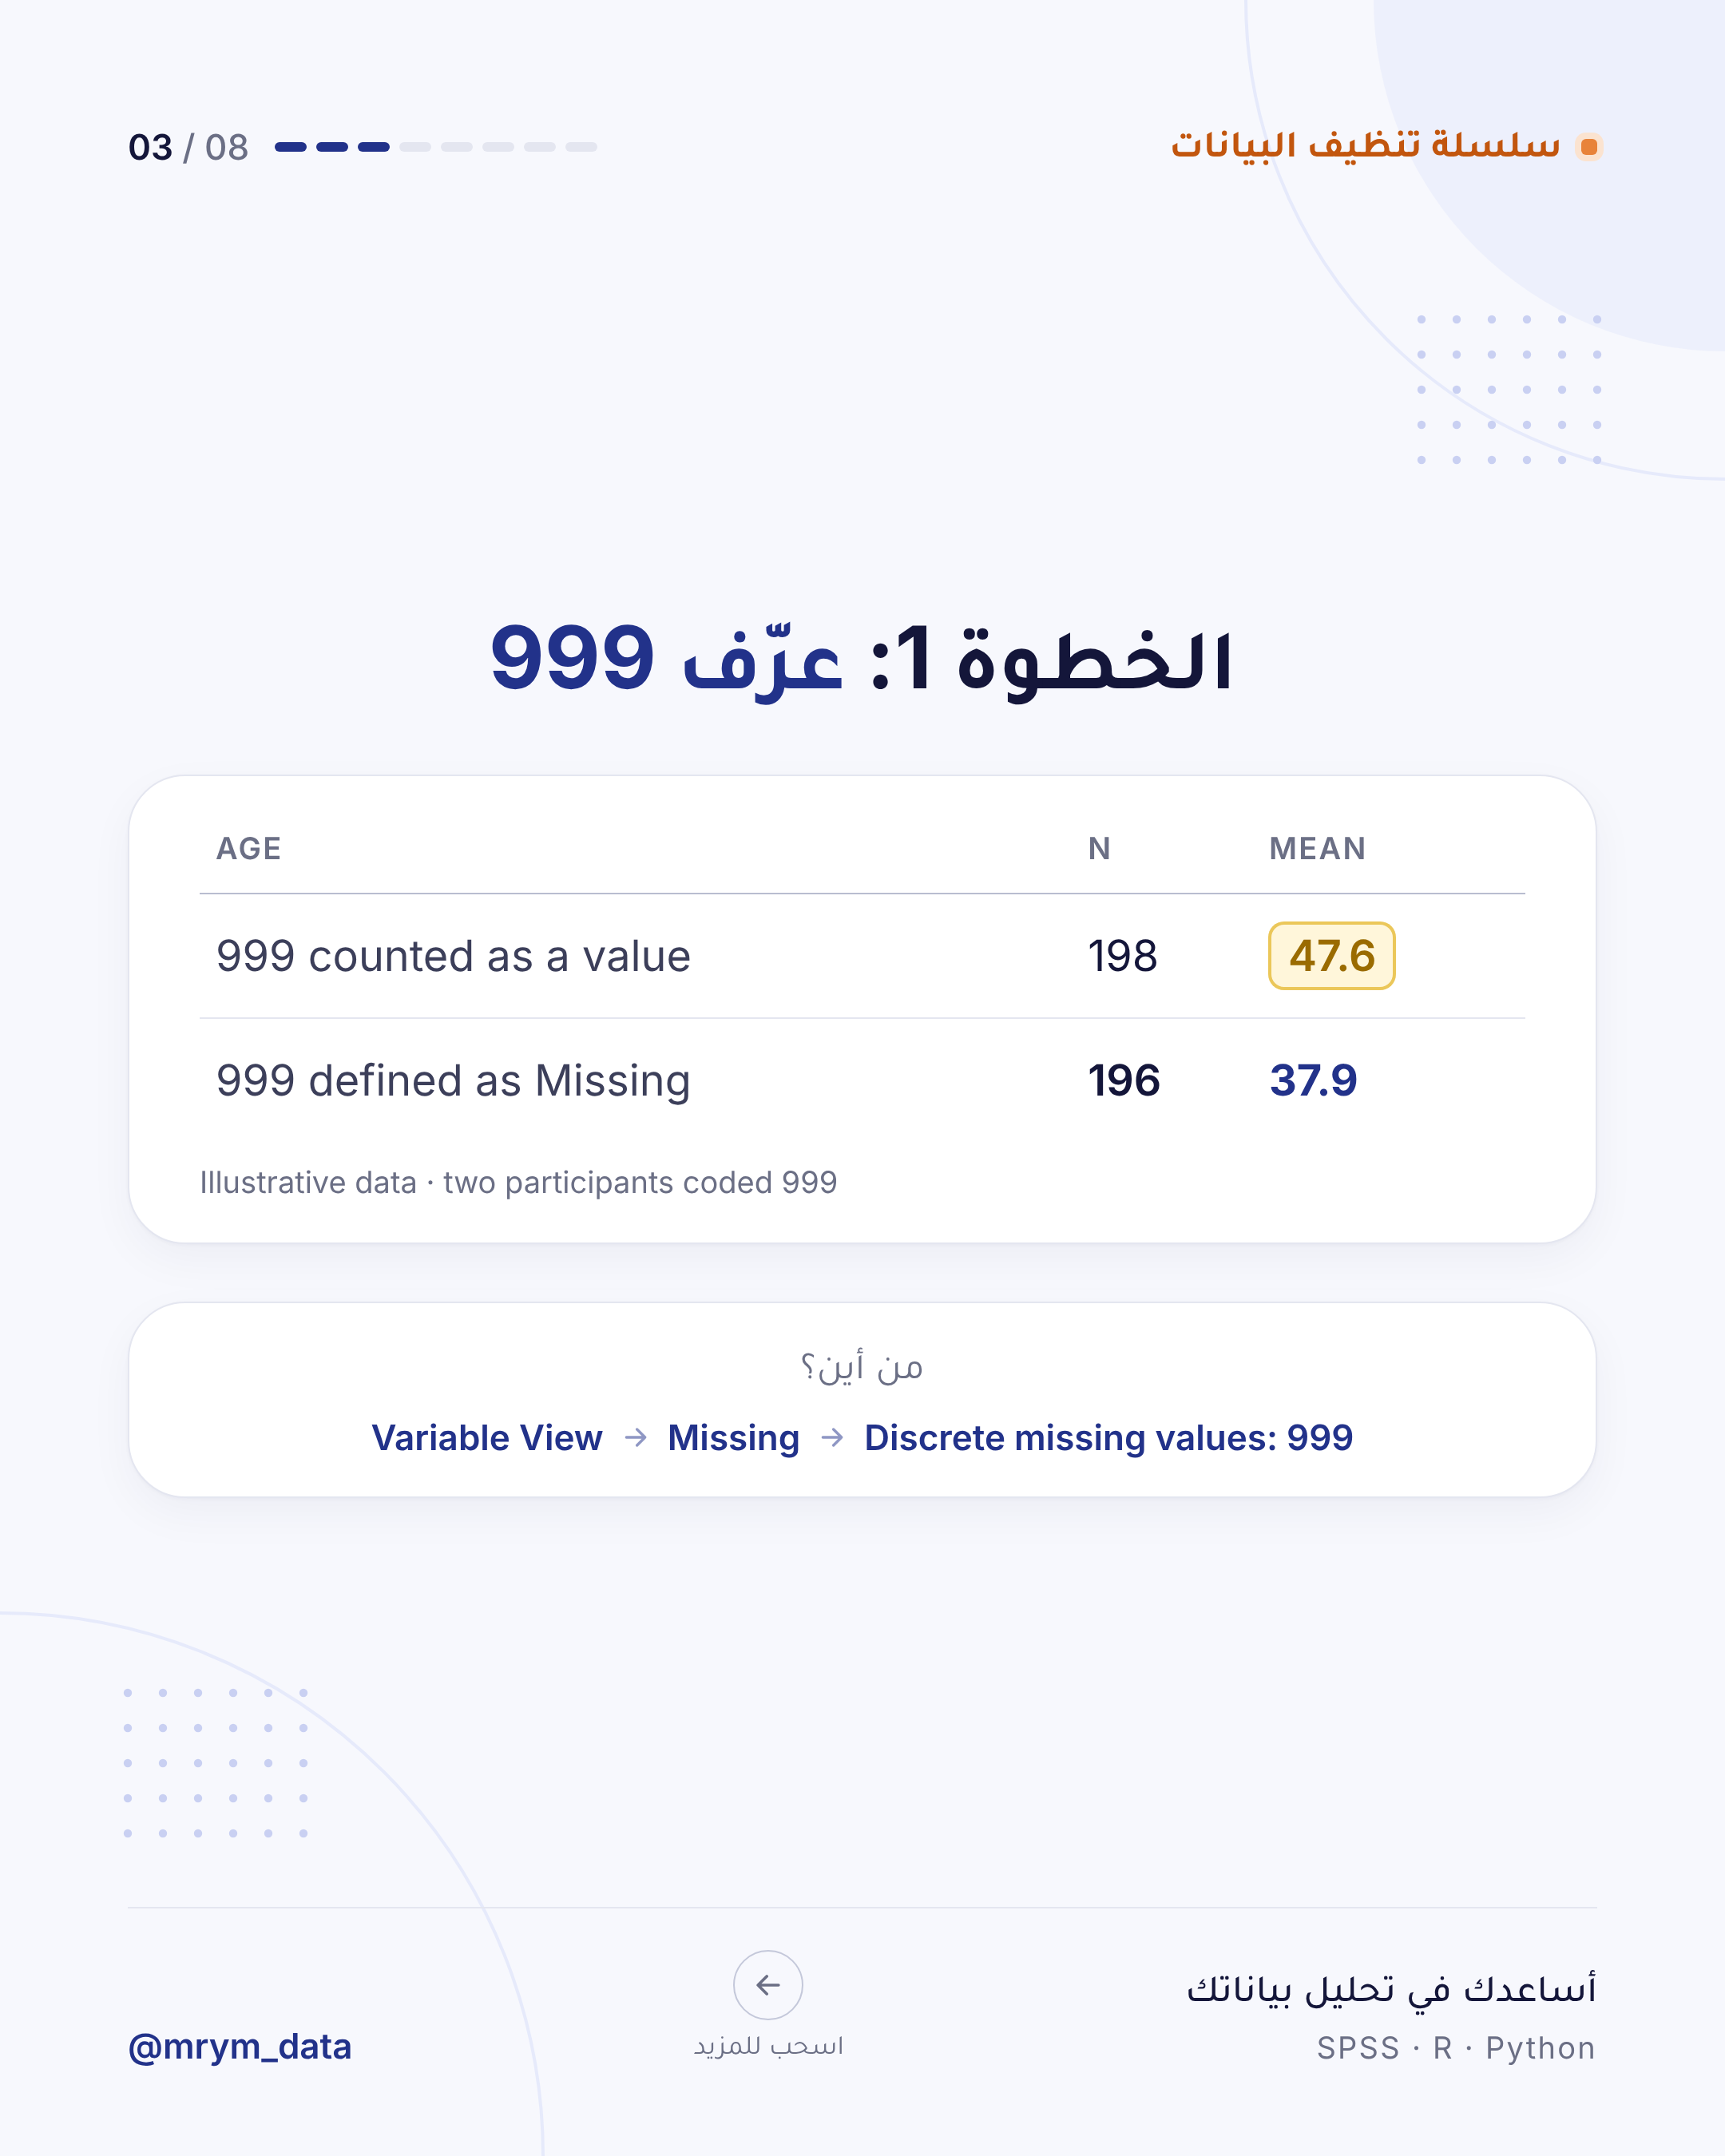 سلسلة تنظيف البيانات
03 / 08
الخطوة 1: عرّف 999
AGE N MEAN
999 counted as a value 198 47.6
999 defined as Missing 196 37.9
Illustrative data · two participants coded 999
من أين؟
Variable View → Missing → Discrete missing values: 999
أساعدك في تحليل بياناتك
SPSS · R · Python
اسحب للمزيد
@mrym_data